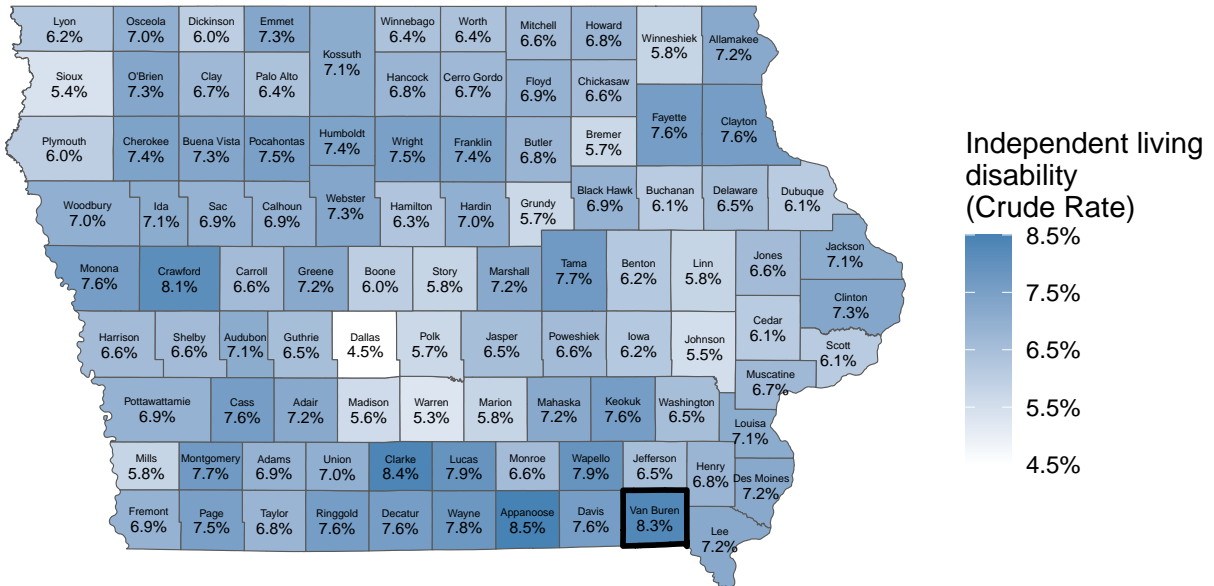 Lyon Osceola Dickinson Emmet Winnebago Worth Mitchell Howard Winneshiek Allamakee
6.2% 7.0% 6.0% 7.3% 6.4% 6.4% 6.6% 6.8% 5.8% 7.2%
Kossuth
7.1%
Sioux O'Brien Clay Palo Alto Hancock Cerro Gordo Floyd Chickasaw
5.4% 7.3% 6.7% 6.4% 6.8% 6.7% 6.9% 6.6%
Fayette Clayton
7.6% 7.6%
Plymouth Cherokee Buena Vista Pocahontas Humboldt Wright Franklin Butler Bremer
6.0% 7.4% 7.3% 7.5% 7.4% 7.5% 7.4% 6.8% 5.7%
Woodbury Ida Sac Calhoun Webster Hamilton Hardin Grundy Black Hawk Buchanan Delaware Dubuque
7.0% 7.1% 6.9% 6.9% 7.3% 6.3% 7.0% 5.7% 6.9% 6.1% 6.5% 6.1%
Monona Crawford Carroll Greene Boone Story Marshall Tama Benton Linn Jones Jackson
7.6% 8.1% 6.6% 7.2% 6.0% 5.8% 7.2% 7.7% 6.2% 5.8% 6.6% 7.1%
Clinton
7.3%
Harrison Shelby Audubon Guthrie Dallas Polk Jasper Poweshiek Iowa Johnson Cedar Scott
6.6% 6.6% 7.1% 6.5% 4.5% 5.7% 6.5% 6.6% 6.2% 5.5% 6.1% 6.1%
Muscatine
6.7%
Pottawattamie Cass Adair Madison Warren Marion Mahaska Keokuk Washington Louisa
6.9% 7.6% 7.2% 5.6% 5.3% 5.8% 7.2% 7.6% 6.5% 7.1%
Mills Montgomery Adams Union Clarke Lucas Monroe Wapello Jefferson Henry Des Moines
5.8% 7.7% 6.9% 7.0% 8.4% 7.9% 6.6% 7.9% 6.5% 6.8% 7.2%
Fremont Page Taylor Ringgold Decatur Wayne Appanoose Davis Van Buren Lee
6.9% 7.5% 6.8% 7.6% 7.6% 7.8% 8.5% 7.6% 8.3% 7.2%
Independent living
disability
(Crude Rate)
8.5%
7.5%
6.5%
5.5%
4.5%